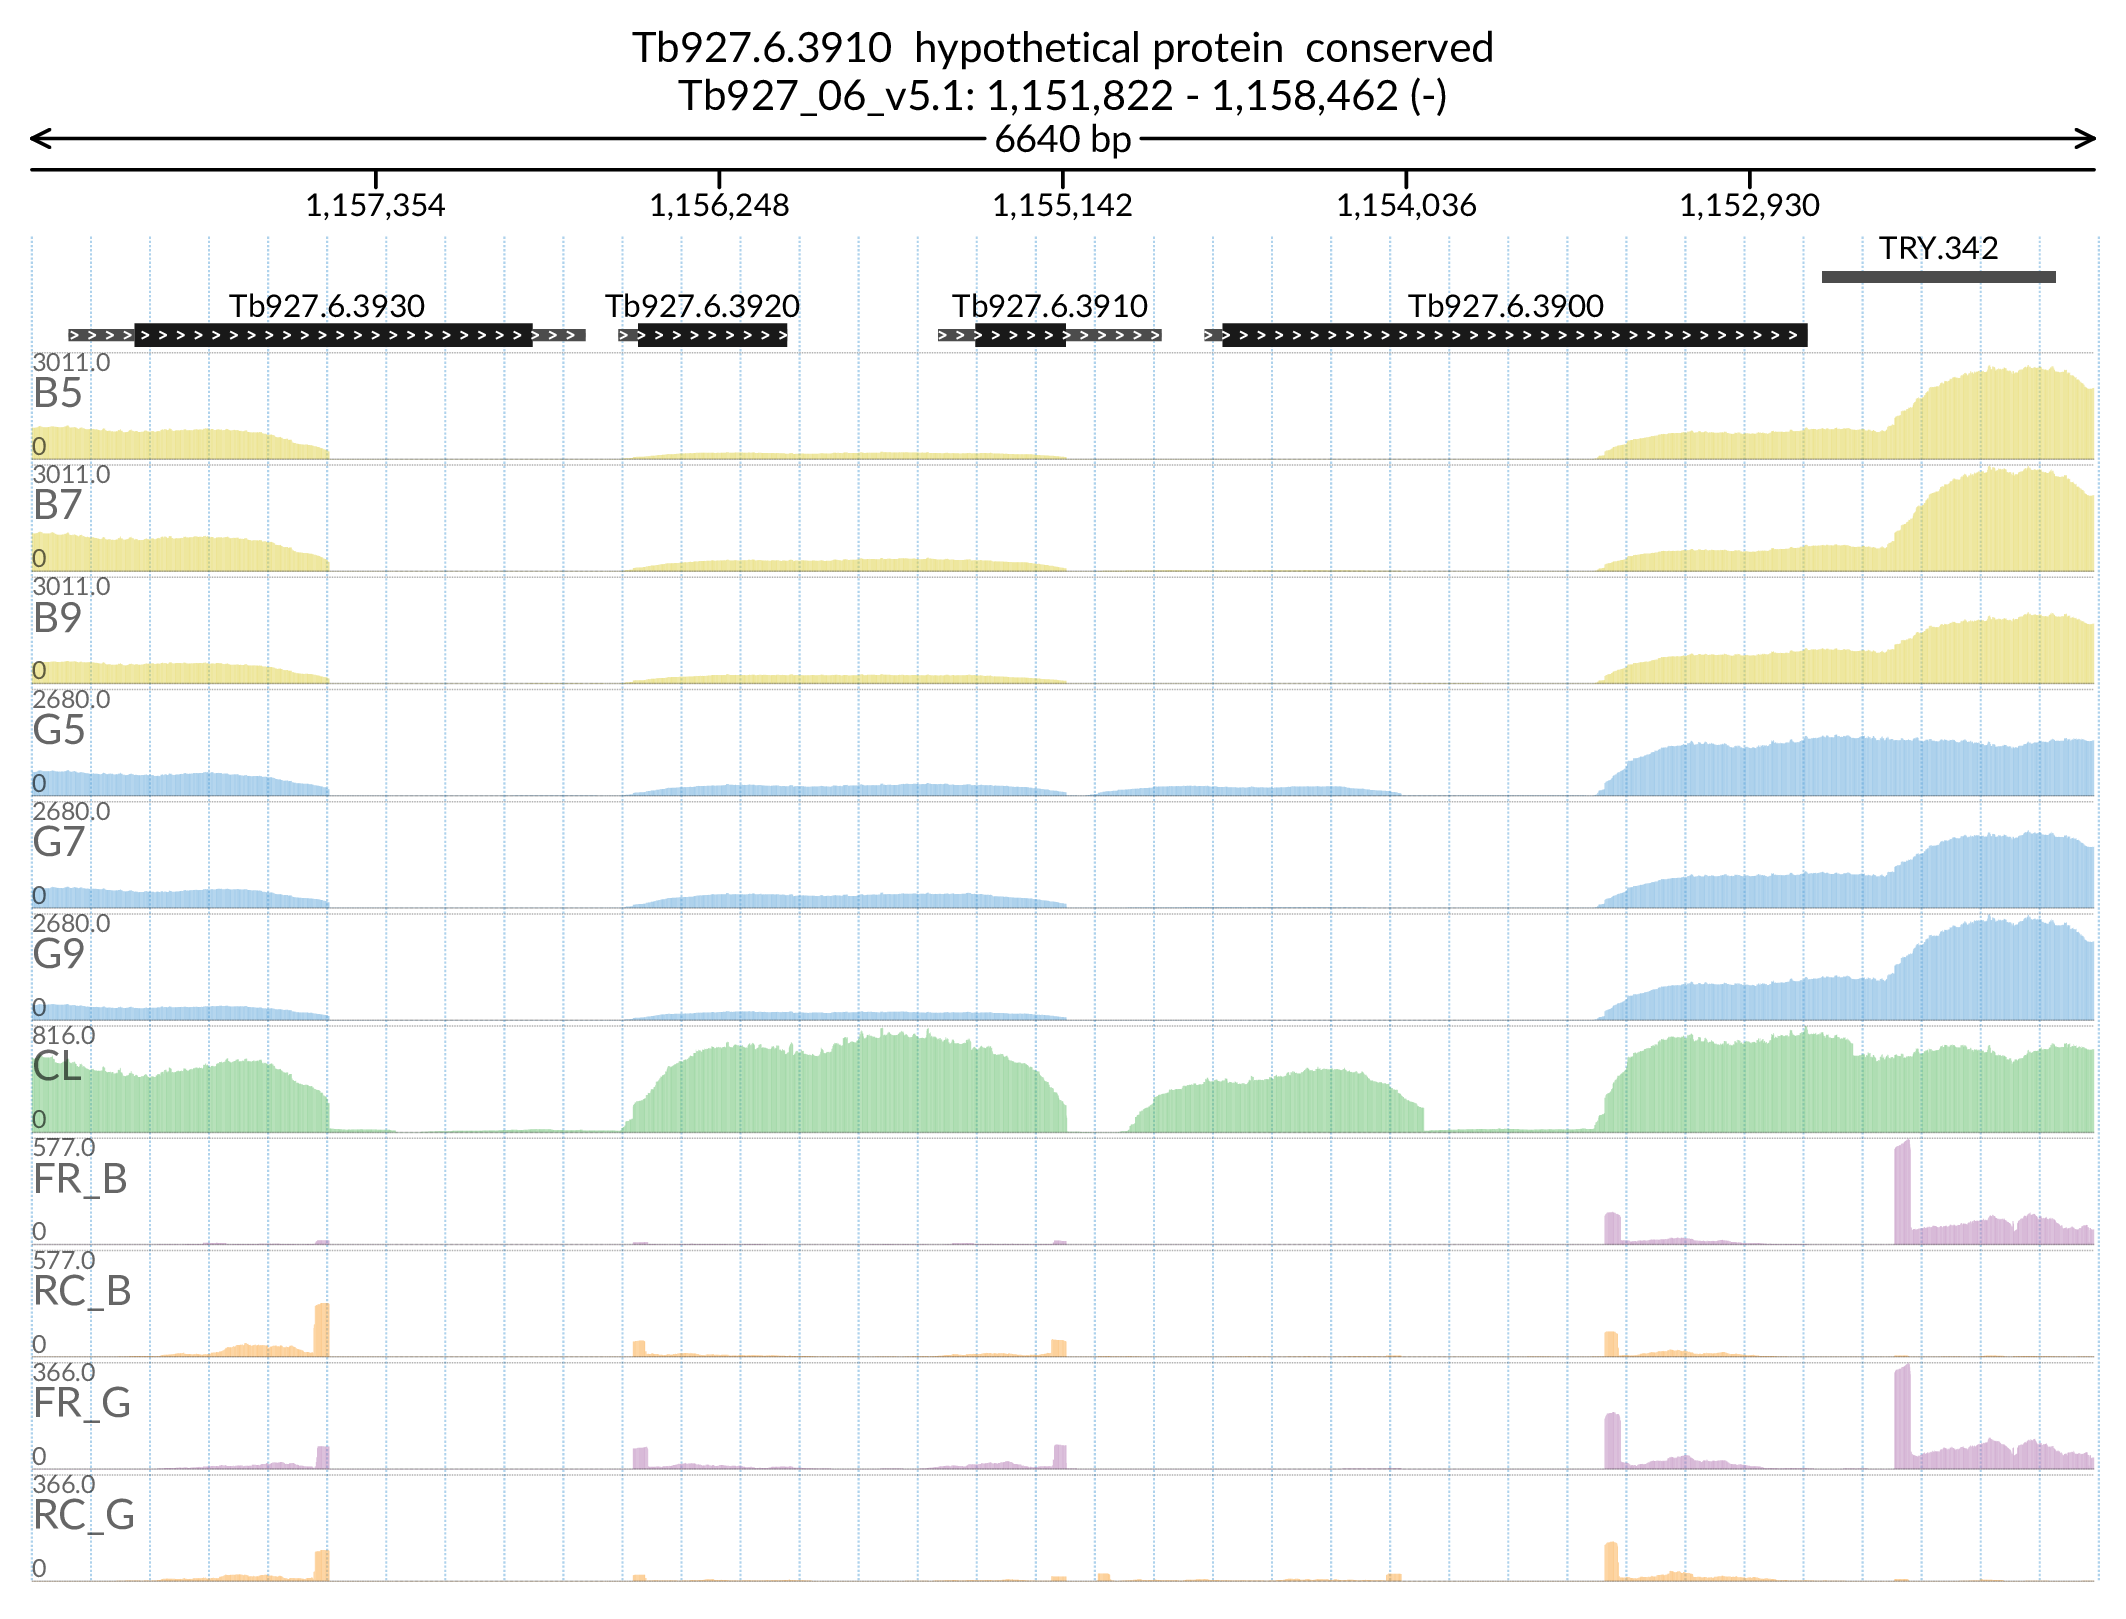 Tb927.6.3910 hypothetical protein conserved
Tb927_06_v5.1: 1,151,822 - 1,158,462 (-)
6640 bp
1,157,354 1,156,248 1,155,142 1,154,036 1,152,930
TRY.342
Tb927.6.3930 Tb927.6.3920 Tb927.6.3910 Tb927.6.3900
3011.0
B5
0
3011.0
B7
0
3011.0
B9
0
2680.0
G5
0
2680.0
G7
0
2680.0
G9
0
816.0
CL
0
577.0
FR_B
0
577.0
RC_B
0
366.0
FR_G
0
366.0
RC_G
0